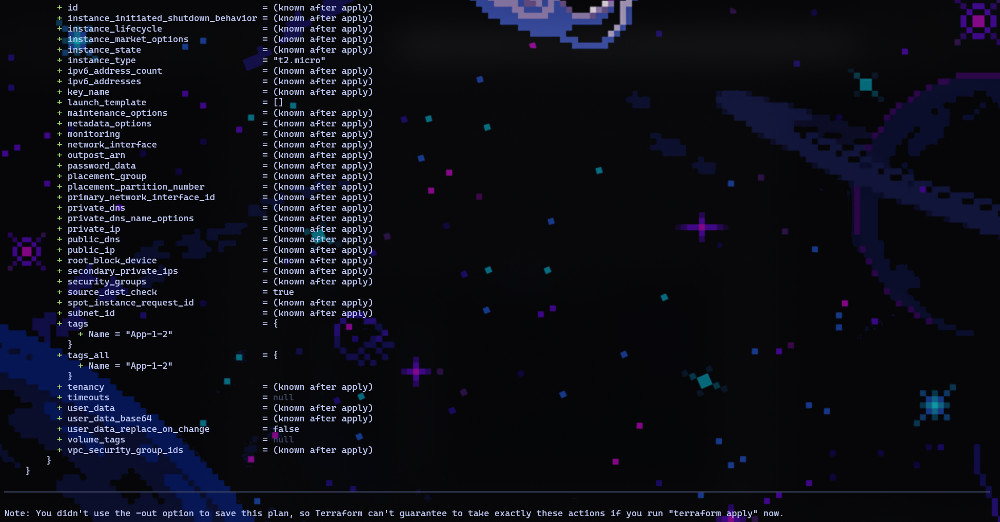 + id = (known after apply)
+ instance_initiated_shutdown_behavior = (known after apply)
+ instance_lifecycle = (known after apply)
+ instance_market_options = (known after apply)
+ instance_state = (known after apply)
+ instance_type = "t2.micro"
+ ipv6_address_count = (known after apply)
+ ipv6_addresses = (known after apply)
+ key_name = (known after apply)
+ launch_template = []
+ maintenance_options = (known after apply)
+ metadata_options = (known after apply)
+ monitoring = (known after apply)
+ network_interface = (known after apply)
+ outpost_arn = (known after apply)
+ password_data = (known after apply)
+ placement_group = (known after apply)
+ placement_partition_number = (known after apply)
+ primary_network_interface_id = (known after apply)
+ private_dns = (known after apply)
+ private_dns_name_options = (known after apply)
+ private_ip = (known after apply)
+ public_dns = (known after apply)
+ public_ip = (known after apply)
+ root_block_device = (known after apply)
+ secondary_private_ips = (known after apply)
+ security_groups = (known after apply)
+ source_dest_check = true
+ spot_instance_request_id = (known after apply)
+ subnet_id = (known after apply)
+ tags = {
+ Name = "App-1-2"
}
+ tags_all = {
+ Name = "App-1-2"
}
+ tenancy = (known after apply)
+ timeouts = null
+ user_data = (known after apply)
+ user_data_base64 = (known after apply)
+ user_data_replace_on_change = false
+ volume_tags = null
+ vpc_security_group_ids = (known after apply)
}
}
Note: You didn't use the -out option to save this plan, so Terraform can't guarantee to take exactly these actions if you run "terraform apply" now.